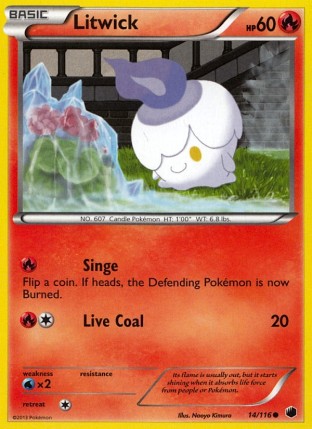 BASIC
Litwick
HP60
NO. 607 Candle Pokémon HT: 1'00" WT: 6.8 lbs.
Singe
Flip a coin. If heads, the Defending Pokémon is now
Burned.
Live Coal 20
weakness resistance
×2
retreat
Its flame is usually out, but it starts
shining when it absorbs life force
from people or Pokémon.
©2012 Pokémon
Illus. Naoyo Kimura
14/116